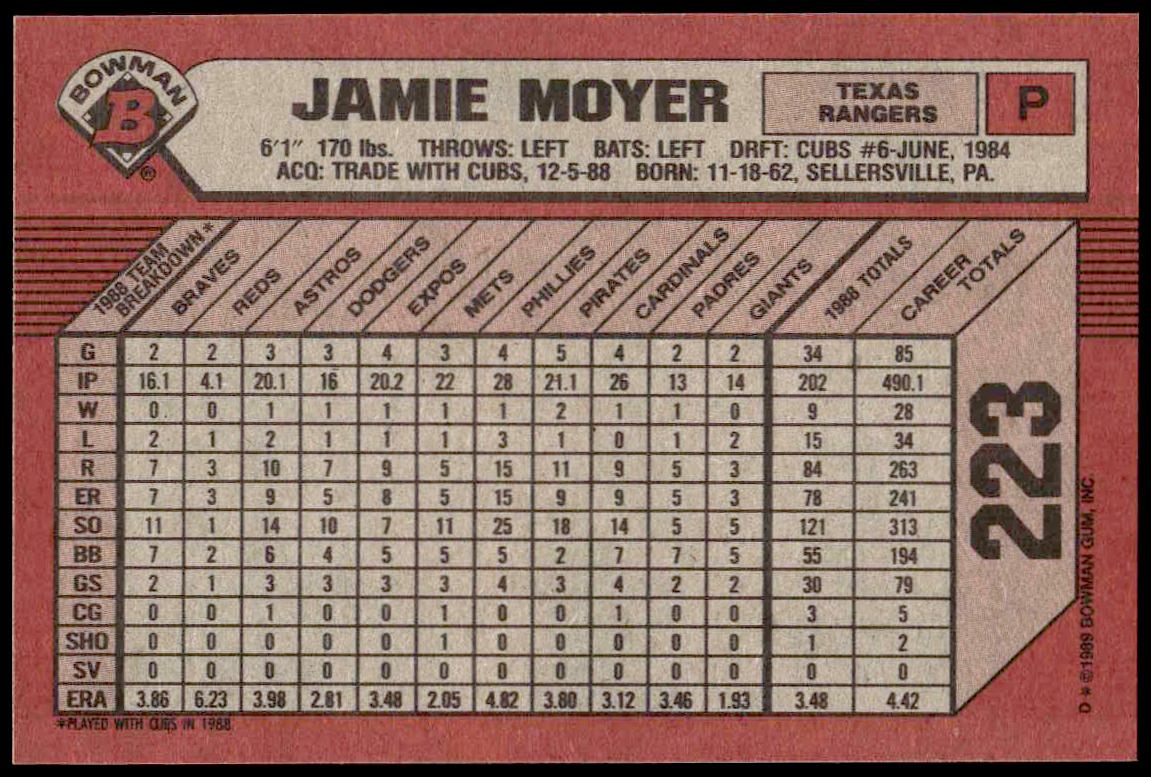 BOWMAN
B
®
JAMIE MOYER
TEXAS
RANGERS
P
6'1" 170 lbs. THROWS: LEFT BATS: LEFT DRFT: CUBS #6-JUNE, 1984
ACQ: TRADE WITH CUBS, 12-5-88 BORN: 11-18-62, SELLERSVILLE, PA.
1988 TEAM BREAKDOWN* BRAVES REDS ASTROS DODGERS EXPOS METS PHILLIES PIRATES CARDINALS PADRES GIANTS 1988 TOTALS CAREER TOTALS
G 2 2 3 3 4 3 4 5 4 2 2 34 85
IP 16.1 4.1 20.1 16 20.2 22 28 21.1 26 13 14 202 490.1
W 0. 0 1 1 1 1 1 2 1 1 0 9 28
L 2 1 2 1 1 1 3 1 0 1 2 15 34
R 7 3 10 7 9 5 15 11 9 5 3 84 263
ER 7 3 9 5 8 5 15 9 9 5 3 78 241
SO 11 1 14 10 7 11 25 18 14 5 5 121 313
BB 7 2 6 4 5 5 5 2 7 7 5 55 194
GS 2 1 3 3 3 3 4 3 4 2 2 30 79
CG 0 0 1 0 0 1 0 0 1 0 0 3 5
SHO 0 0 0 0 0 1 0 0 0 0 0 1 2
SV 0 0 0 0 0 0 0 0 0 0 0 0 0
ERA 3.86 6.23 3.98 2.81 3.48 2.05 4.82 3.80 3.12 3.46 1.93 3.48 4.42
*PLAYED WITH CUBS IN 1988
223
D * ©1989 BOWMAN GUM, INC.